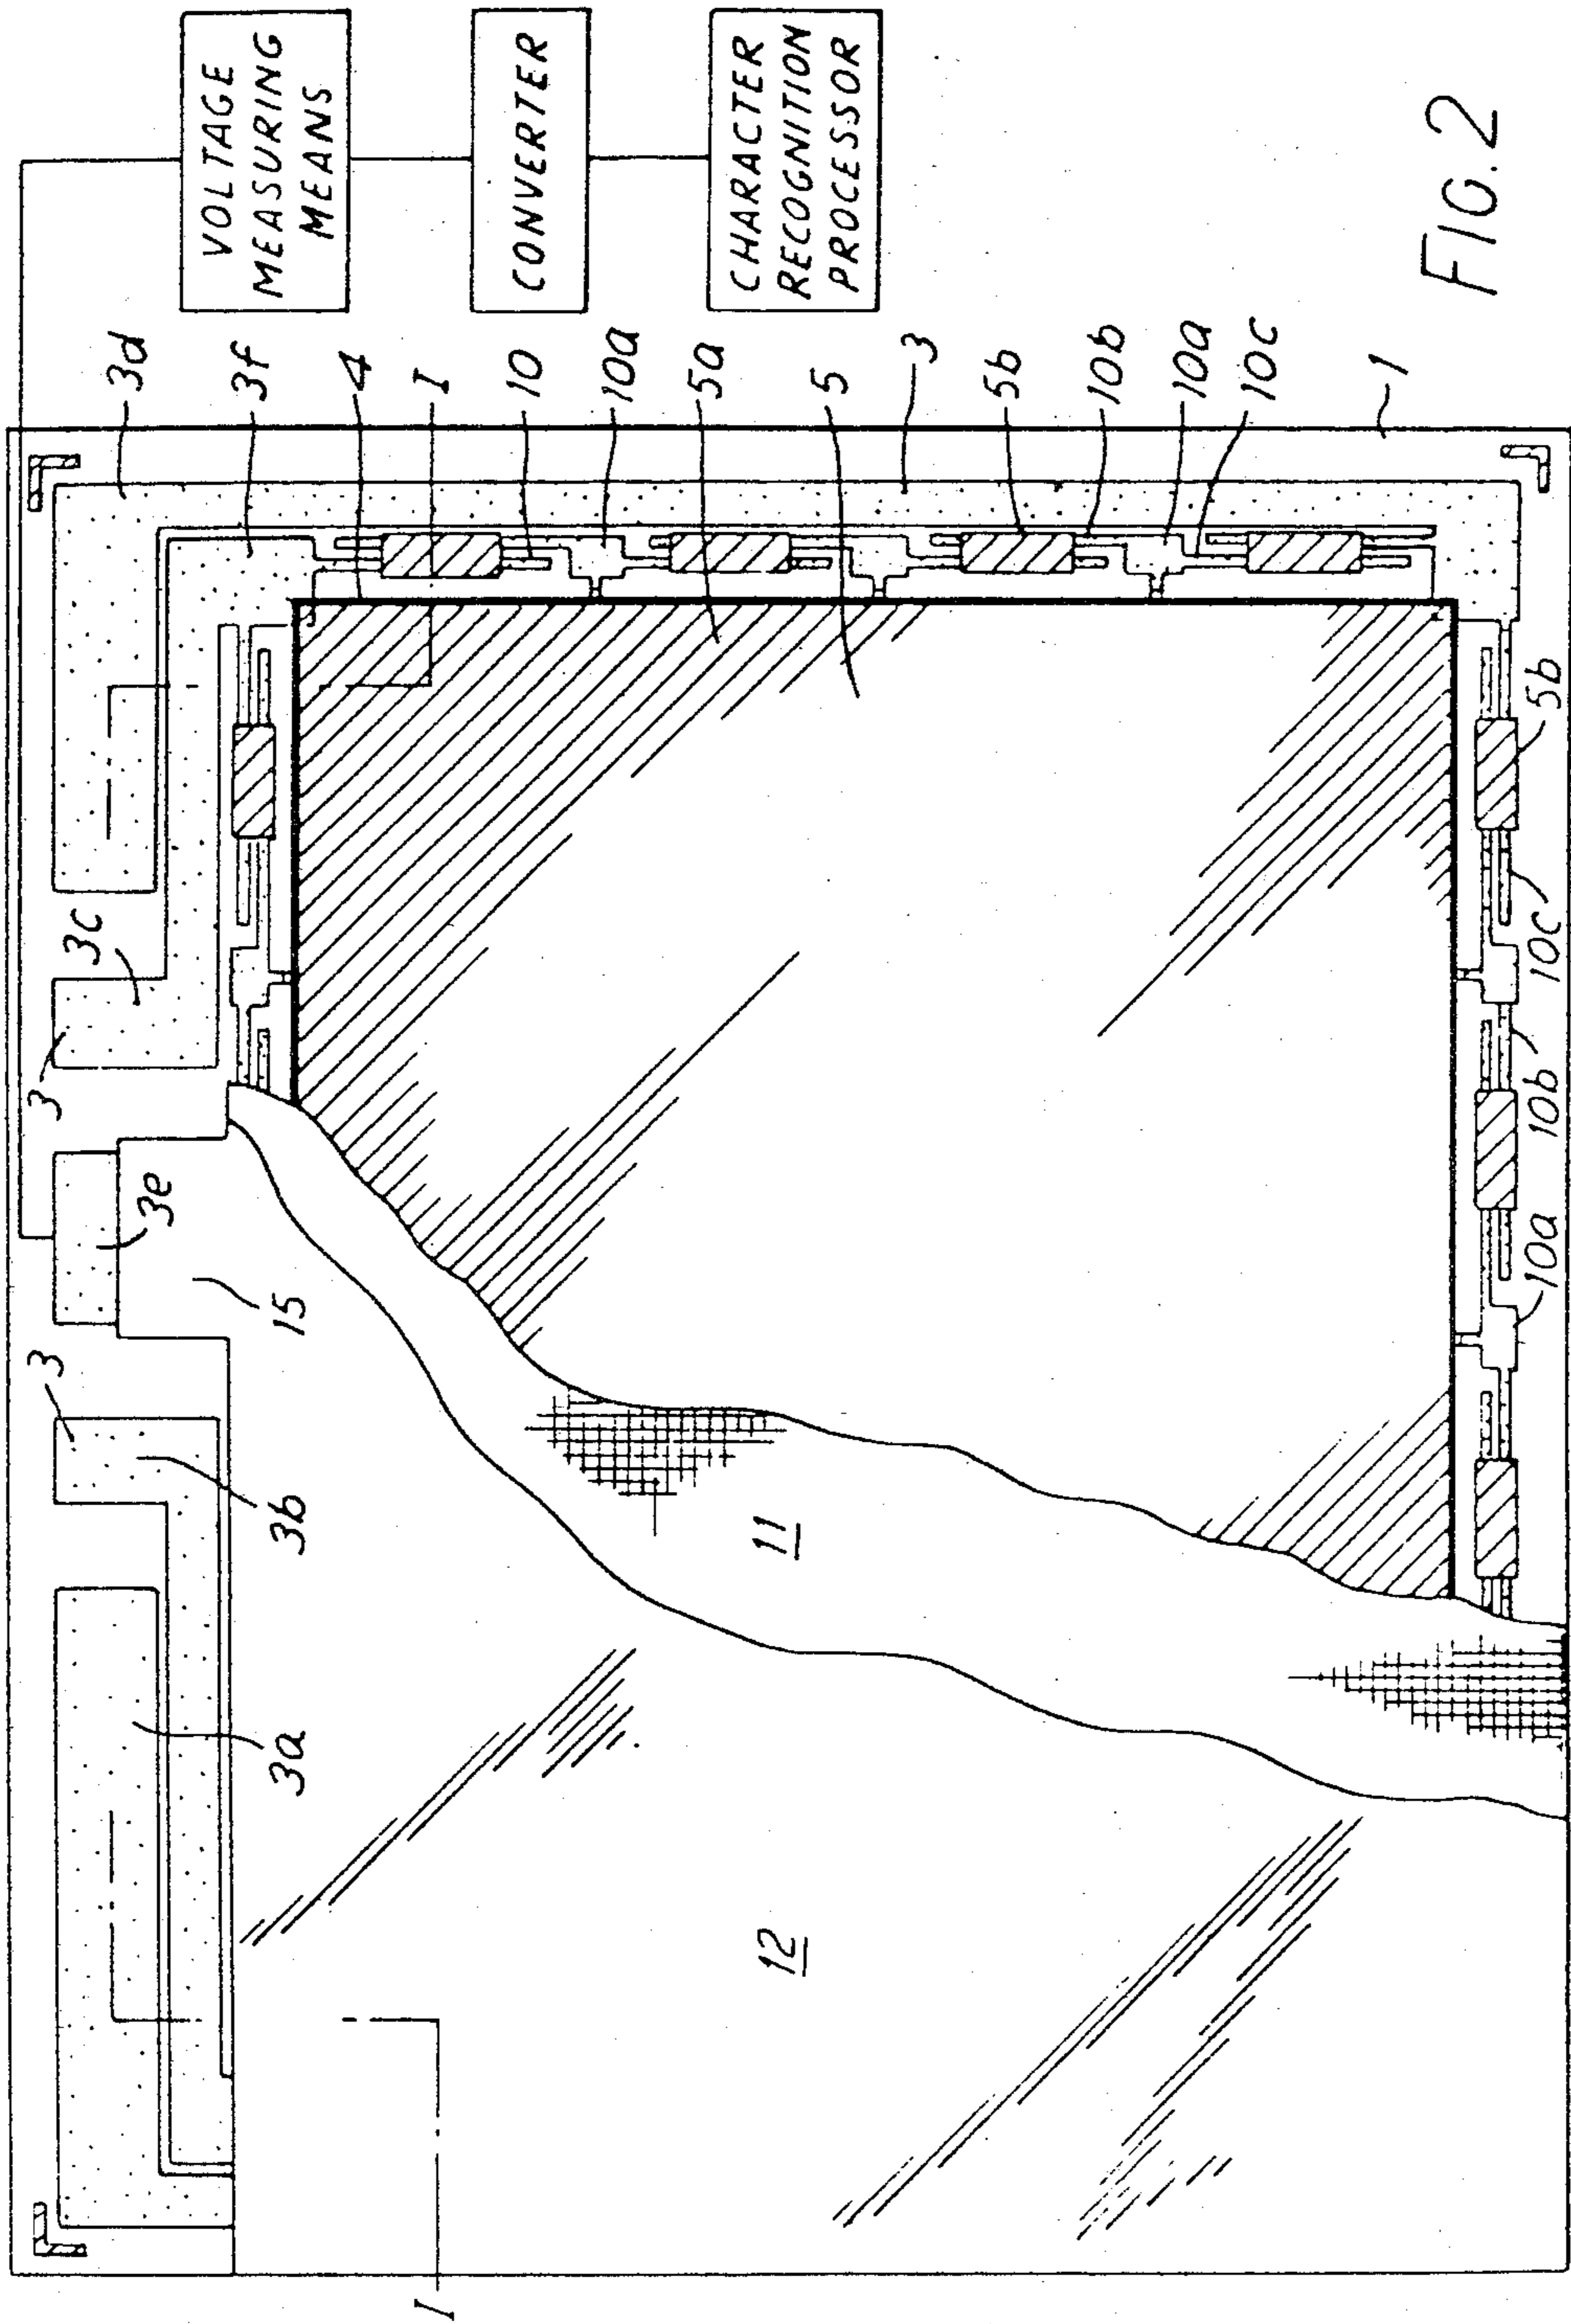 VOLTAGE
MEASURING
MEANS
CONVERTER
CHARACTER
RECOGNITION
PROCESSOR
FIG.2
3d
3f
4
I
10
10a
5a
5
3
5b
10b
10a
10c
1
3c
3
3e
15
3
3b
3a
11
12
I
5b
10c
10b
10a